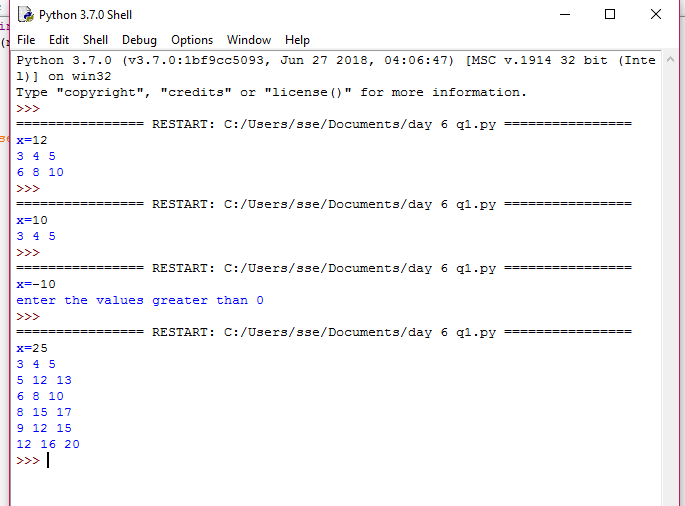 Python 3.7.0 Shell
File Edit Shell Debug Options Window Help
Python 3.7.0 (v3.7.0:1bf9cc5093, Jun 27 2018, 04:06:47) [MSC v.1914 32 bit (Inte
l)] on win32
Type "copyright", "credits" or "license()" for more information.
>>>
================ RESTART: C:/Users/sse/Documents/day 6 q1.py ================
x=12
3 4 5
6 8 10
>>>
================ RESTART: C:/Users/sse/Documents/day 6 q1.py ================
x=10
3 4 5
>>>
================ RESTART: C:/Users/sse/Documents/day 6 q1.py ================
x=-10
enter the values greater than 0
>>>
================ RESTART: C:/Users/sse/Documents/day 6 q1.py ================
x=25
3 4 5
5 12 13
6 8 10
8 15 17
9 12 15
12 16 20
>>>